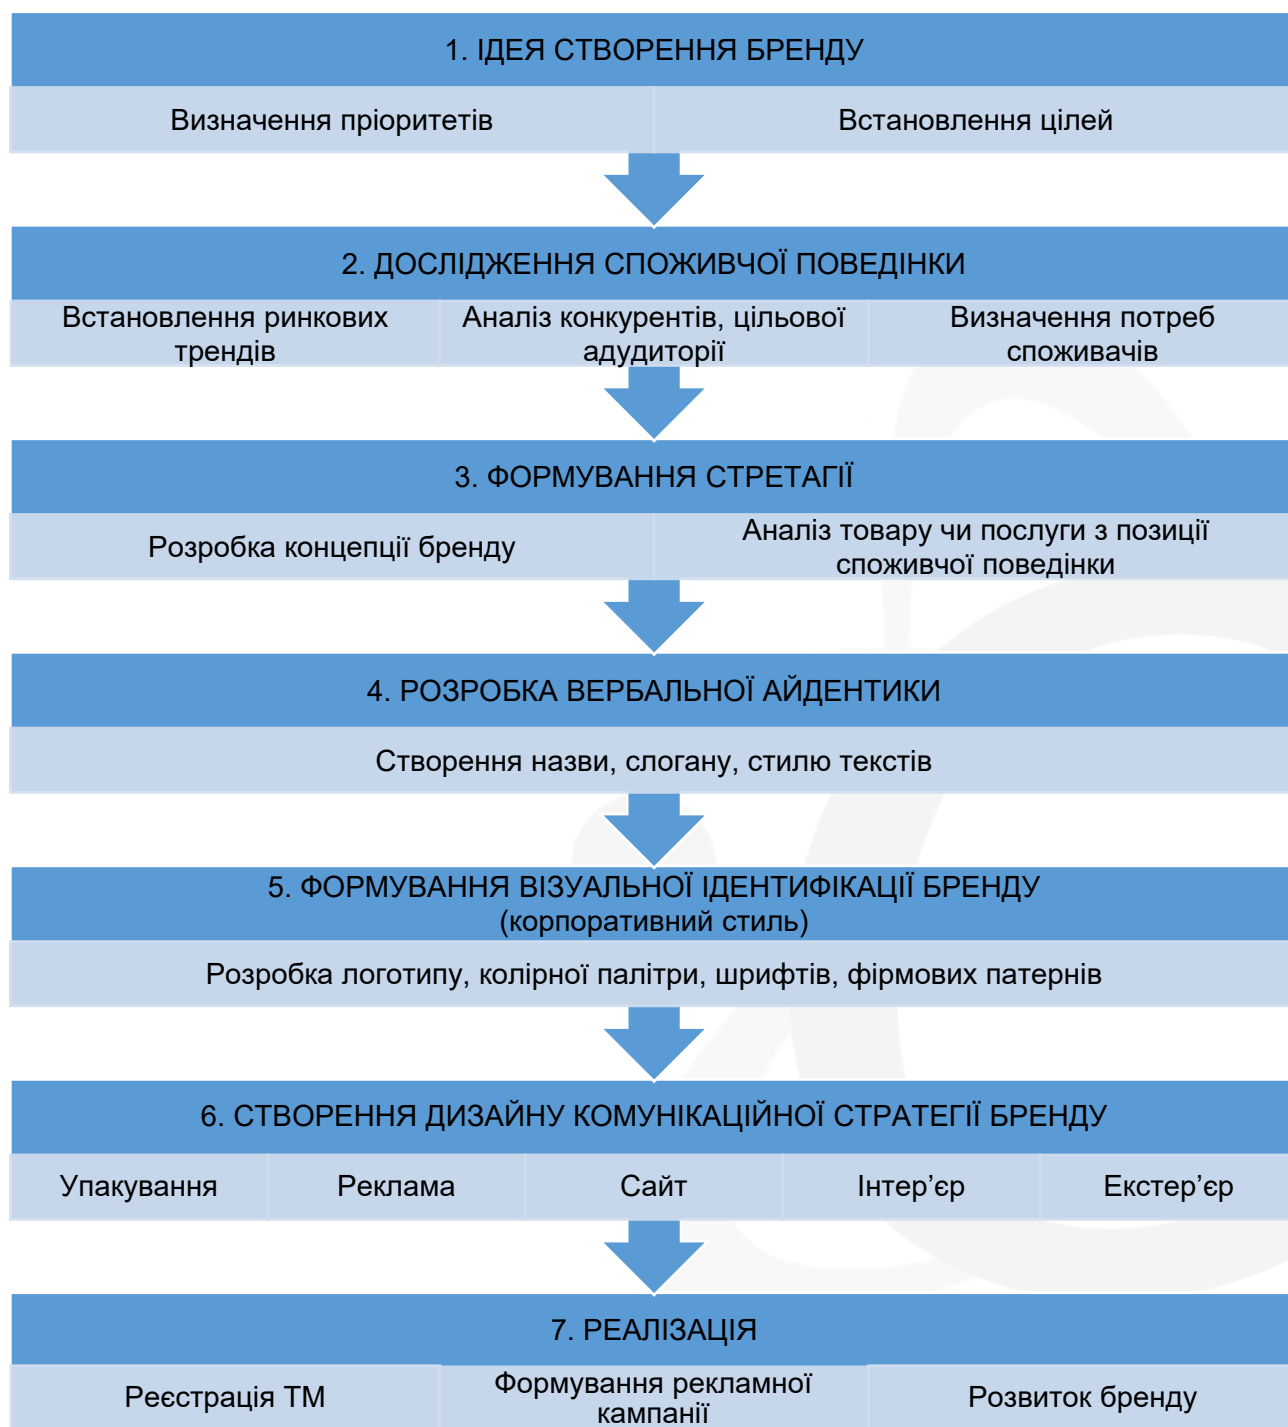 1. ІДЕЯ СТВОРЕННЯ БРЕНДУ
Визначення пріоритетів
Встановлення цілей
2. ДОСЛІДЖЕННЯ СПОЖИВЧОЇ ПОВЕДІНКИ
Встановлення ринкових
трендів
Аналіз конкурентів, цільової
адудиторії
Визначення потреб
споживачів
3. ФОРМУВАННЯ СТРЕТАГІЇ
Розробка концепції бренду
Аналіз товару чи послуги з позиції
споживчої поведінки
4. РОЗРОБКА ВЕРБАЛЬНОЇ АЙДЕНТИКИ
Створення назви, слогану, стилю текстів
5. ФОРМУВАННЯ ВІЗУАЛЬНОЇ ІДЕНТИФІКАЦІЇ БРЕНДУ
(корпоративний стиль)
Розробка логотипу, колірної палітри, шрифтів, фірмових патернів
6. СТВОРЕННЯ ДИЗАЙНУ КОМУНІКАЦІЙНОЇ СТРАТЕГІЇ БРЕНДУ
Упакування
Реклама
Сайт
Інтер’єр
Екстер’єр
7. РЕАЛІЗАЦІЯ
Реєстрація ТМ
Формування рекламної
кампанії
Розвиток бренду